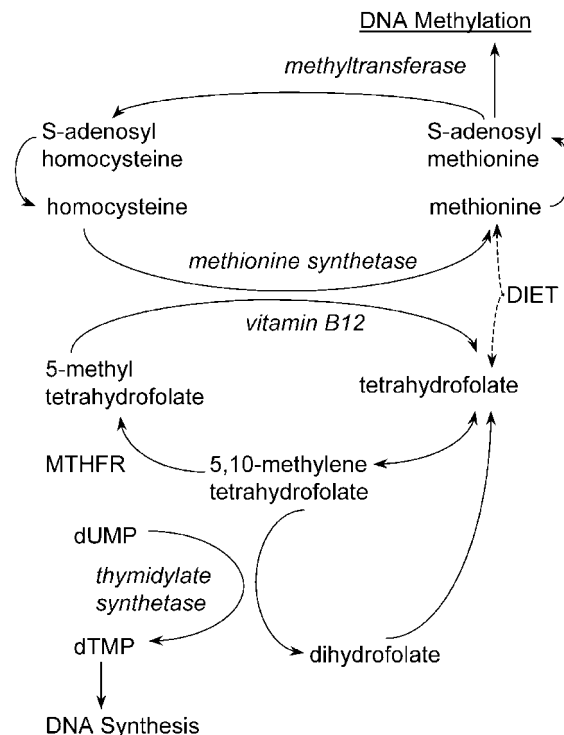 DNA Methylation
methyltransferase
S-adenosyl
homocysteine
S-adenosyl
methionine
homocysteine
methionine
methionine synthetase
DIET
vitamin B12
5-methyl
tetrahydrofolate
tetrahydrofolate
MTHFR
5,10-methylene
tetrahydrofolate
dUMP
thymidylate
synthetase
dTMP
dihydrofolate
DNA Synthesis